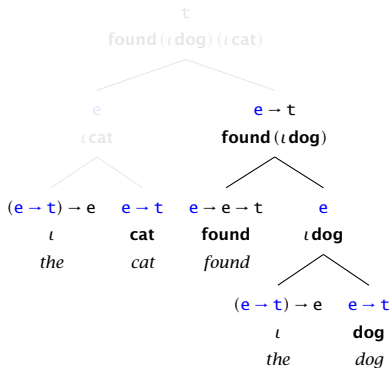 t
found(ιdog)(ιcat)
e e → t
ιcat found(ιdog)
(e → t) → e e → t e → e → t e
ι cat found ιdog
the cat found
(e → t) → e e → t
ι dog
the dog